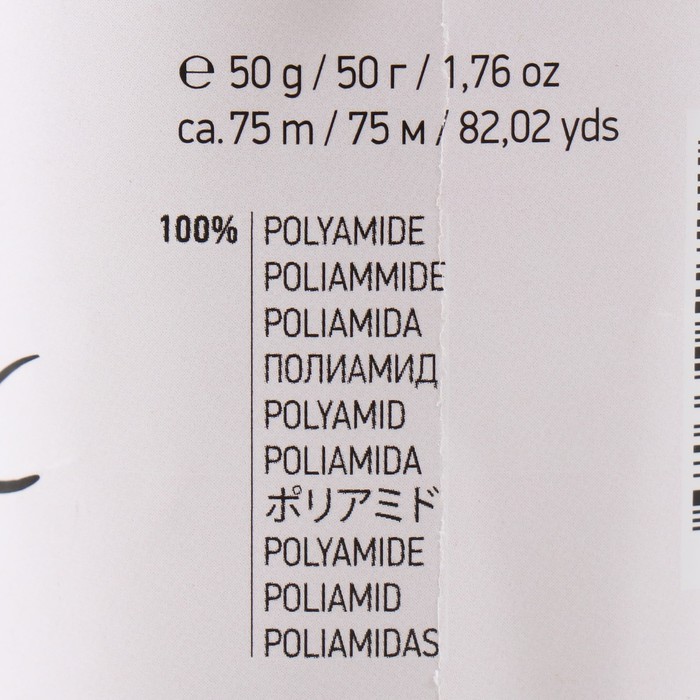 ℮ 50 g / 50 г / 1,76 oz
ca. 75 m / 75 м / 82,02 yds
100% POLYAMIDE
POLIAMMIDE
POLIAMIDA
ПОЛИАМИД
POLYAMID
POLIAMIDA
ポリアミド
POLYAMIDE
POLIAMID
POLIAMIDAS